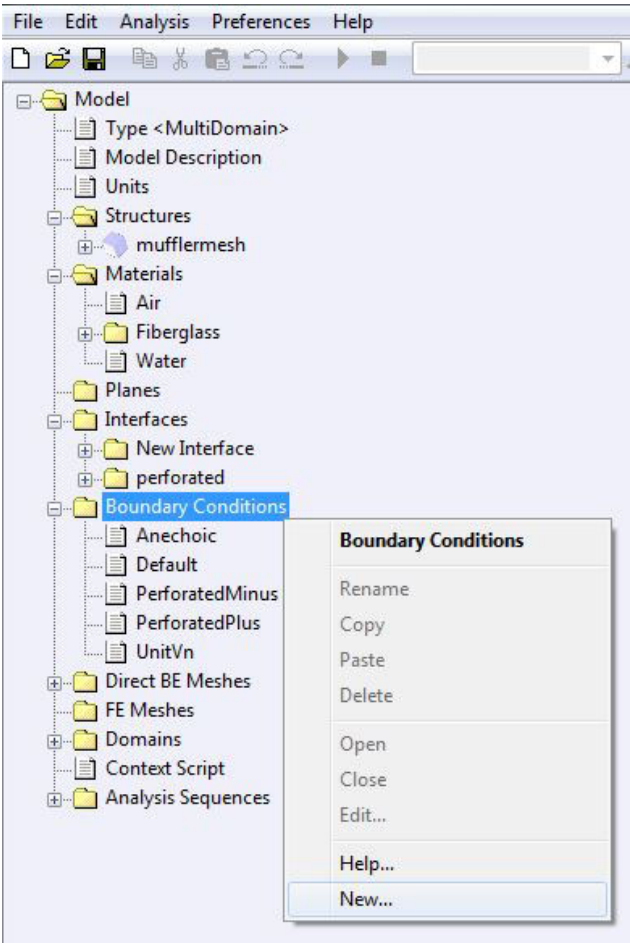 File Edit Analysis Preferences Help
Model
Type <MultiDomain>
Model Description
Units
Structures
mufflermesh
Materials
Air
Fiberglass
Water
Planes
Interfaces
New Interface
perforated
Boundary Conditions
Anechoic
Default
PerforatedMinus
PerforatedPlus
UnitVn
Direct BE Meshes
FE Meshes
Domains
Context Script
Analysis Sequences
Boundary Conditions
Rename
Copy
Paste
Delete
Open
Close
Edit...
Help...
New...